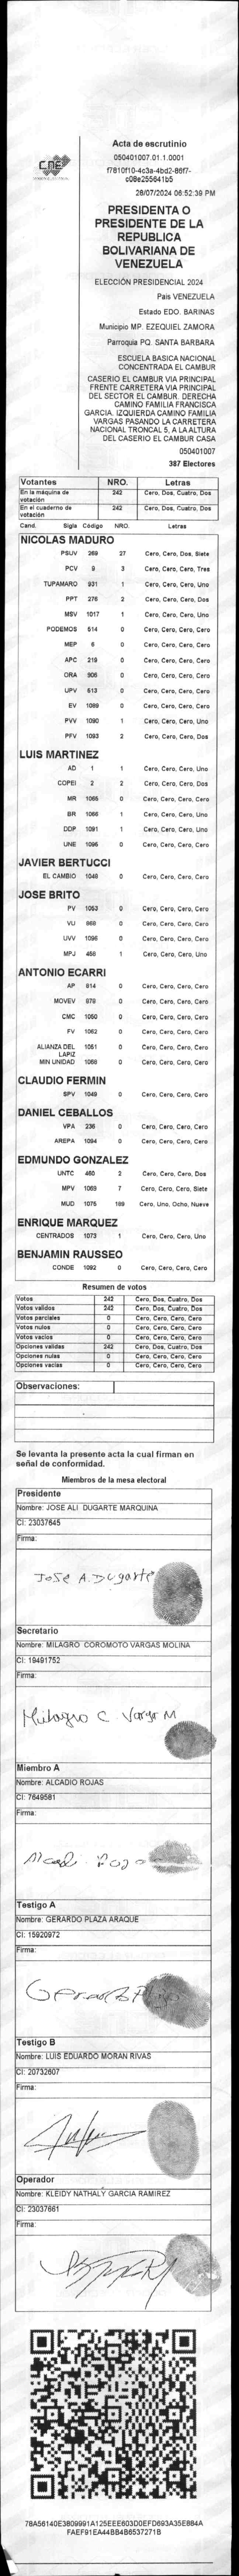 CNE
Acta de escrutinio
050401007.01.1.0001
f7810f10-4c3a-4bd2-86f7-
c08e255641b5
28/07/2024 06:52:39 PM
PRESIDENTA O
PRESIDENTE DE LA
REPUBLICA
BOLIVARIANA DE
VENEZUELA
ELECCIÓN PRESIDENCIAL 2024
Pais VENEZUELA
Estado EDO. BARINAS
Municipio MP. EZEQUIEL ZAMORA
Parroquia PQ. SANTA BARBARA
ESCUELA BASICA NACIONAL
CONCENTRADA EL CAMBUR
CASERIO EL CAMBUR VIA PRINCIPAL
FRENTE CARRETERA VIA PRINCIPAL
DEL SECTOR EL CAMBUR. DERECHA
CAMINO FAMILIA FRANCISCA
GARCIA. IZQUIERDA CAMINO FAMILIA
VARGAS PASANDO LA CARRETERA
NACIONAL TRONCAL 5, A LA ALTURA
DEL CASERIO EL CAMBUR CASA
050401007
387 Electores
Votantes NRO. Letras
En la máquina de votación 242 Cero, Dos, Cuatro, Dos
En el cuaderno de votación 242 Cero, Dos, Cuatro, Dos
Cand. Sigla Código NRO. Letras
NICOLAS MADURO
PSUV 269 27 Cero, Cero, Dos, Siete
PCV 9 3 Cero, Cero, Cero, Tres
TUPAMARO 931 1 Cero, Cero, Cero, Uno
PPT 276 2 Cero, Cero, Cero, Dos
MSV 1017 1 Cero, Cero, Cero, Uno
PODEMOS 514 0 Cero, Cero, Cero, Cero
MEP 6 0 Cero, Cero, Cero, Cero
APC 219 0 Cero, Cero, Cero, Cero
ORA 906 0 Cero, Cero, Cero, Cero
UPV 513 0 Cero, Cero, Cero, Cero
EV 1089 0 Cero, Cero, Cero, Cero
PVV 1090 1 Cero, Cero, Cero, Uno
PFV 1093 2 Cero, Cero, Cero, Dos
LUIS MARTINEZ
AD 1 1 Cero, Cero, Cero, Uno
COPEI 2 2 Cero, Cero, Cero, Dos
MR 1065 0 Cero, Cero, Cero, Cero
BR 1066 1 Cero, Cero, Cero, Uno
DDP 1091 1 Cero, Cero, Cero, Uno
UNE 1095 0 Cero, Cero, Cero, Cero
JAVIER BERTUCCI
EL CAMBIO 1048 0 Cero, Cero, Cero, Cero
JOSE BRITO
PV 1053 0 Cero, Cero, Cero, Cero
VU 868 0 Cero, Cero, Cero, Cero
UVV 1096 0 Cero, Cero, Cero, Cero
MPJ 458 1 Cero, Cero, Cero, Uno
ANTONIO ECARRI
AP 814 0 Cero, Cero, Cero, Cero
MOVEV 979 0 Cero, Cero, Cero, Cero
CMC 1050 0 Cero, Cero, Cero, Cero
FV 1062 0 Cero, Cero, Cero, Cero
ALIANZA DEL LAPIZ 1051 0 Cero, Cero, Cero, Cero
MIN UNIDAD 1068 0 Cero, Cero, Cero, Cero
CLAUDIO FERMIN
SPV 1049 0 Cero, Cero, Cero, Cero
DANIEL CEBALLOS
VPA 236 0 Cero, Cero, Cero, Cero
AREPA 1094 0 Cero, Cero, Cero, Cero
EDMUNDO GONZALEZ
UNTC 460 2 Cero, Cero, Cero, Dos
MPV 1069 7 Cero, Cero, Cero, Siete
MUD 1075 189 Cero, Uno, Ocho, Nueve
ENRIQUE MARQUEZ
CENTRADOS 1073 1 Cero, Cero, Cero, Uno
BENJAMIN RAUSSEO
CONDE 1092 0 Cero, Cero, Cero, Cero
Resumen de votos
Votos 242 Cero, Dos, Cuatro, Dos
Votos validos 242 Cero, Dos, Cuatro, Dos
Votos parciales 0 Cero, Cero, Cero, Cero
Votos nulos 0 Cero, Cero, Cero, Cero
Votos vacios 0 Cero, Cero, Cero, Cero
Opciones validas 242 Cero, Dos, Cuatro, Dos
Opciones nulas 0 Cero, Cero, Cero, Cero
Opciones vacias 0 Cero, Cero, Cero, Cero
Observaciones:
Se levanta la presente acta la cual firman en
señal de conformidad.
Miembros de la mesa electoral
Presidente
Nombre: JOSE ALI DUGARTE MARQUINA
CI: 23037645
Firma:
JOSE A. Dugarte
Secretario
Nombre: MILAGRO COROMOTO VARGAS MOLINA
CI: 19491752
Firma:
Milagro C Vargas M
Miembro A
Nombre: ALCADIO ROJAS
CI: 7649581
Firma:
Testigo A
Nombre: GERARDO PLAZA ARAQUE
CI: 15920972
Firma:
Testigo B
Nombre: LUIS EDUARDO MORAN RIVAS
CI: 20732607
Firma:
Operador
Nombre: KLEIDY NATHALY GARCIA RAMIREZ
CI: 23037661
Firma:
78A56140E3809991A125EEE603D0EFD693A35E884A
FAEF91EA44BB4B6537271B